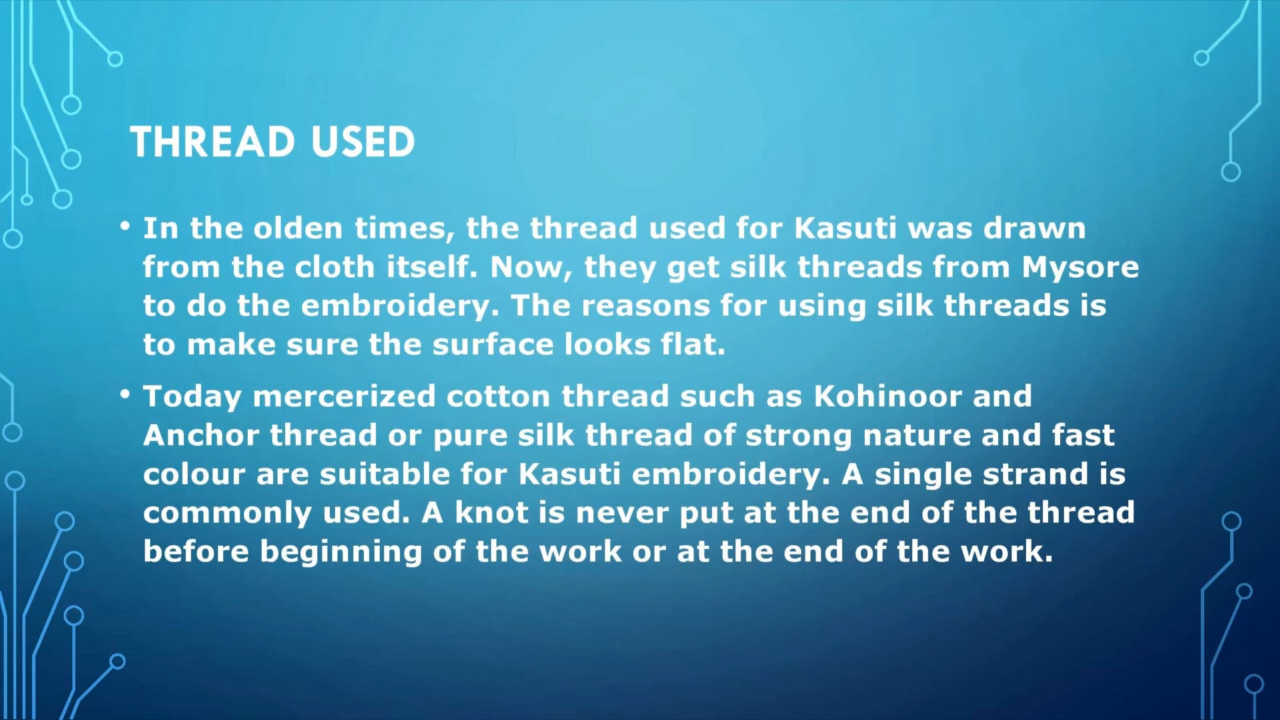 THREAD USED
• In the olden times, the thread used for Kasuti was drawn
from the cloth itself. Now, they get silk threads from Mysore
to do the embroidery. The reasons for using silk threads is
to make sure the surface looks flat.
• Today mercerized cotton thread such as Kohinoor and
Anchor thread or pure silk thread of strong nature and fast
colour are suitable for Kasuti embroidery. A single strand is
commonly used. A knot is never put at the end of the thread
before beginning of the work or at the end of the work.